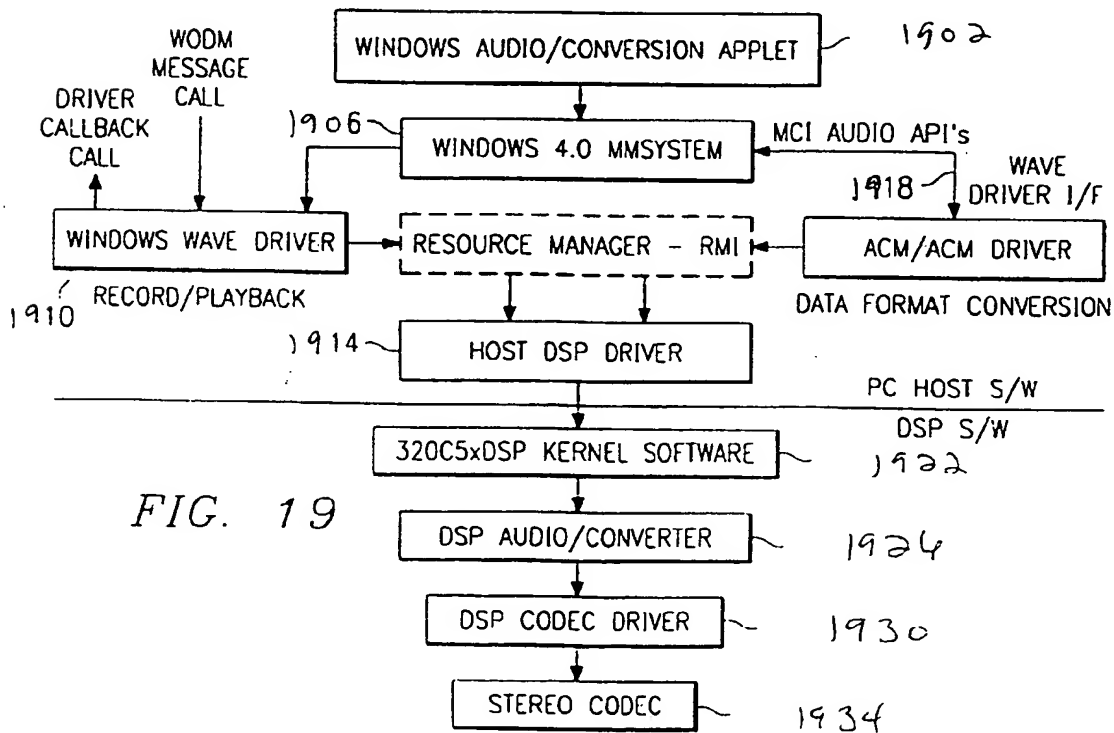 WINDOWS AUDIO/CONVERSION APPLET
1902
WODM
MESSAGE
CALL
DRIVER
CALLBACK
CALL
1906
WINDOWS 4.0 MMSYSTEM
MCI AUDIO API's
1918
WAVE
DRIVER I/F
WINDOWS WAVE DRIVER
RESOURCE MANAGER - RMI
ACM/ACM DRIVER
1910
RECORD/PLAYBACK
DATA FORMAT CONVERSION
1914
HOST DSP DRIVER
PC HOST S/W
DSP S/W
320C5xDSP KERNEL SOFTWARE
1922
FIG. 19
DSP AUDIO/CONVERTER
1926
DSP CODEC DRIVER
1930
STEREO CODEC
1934